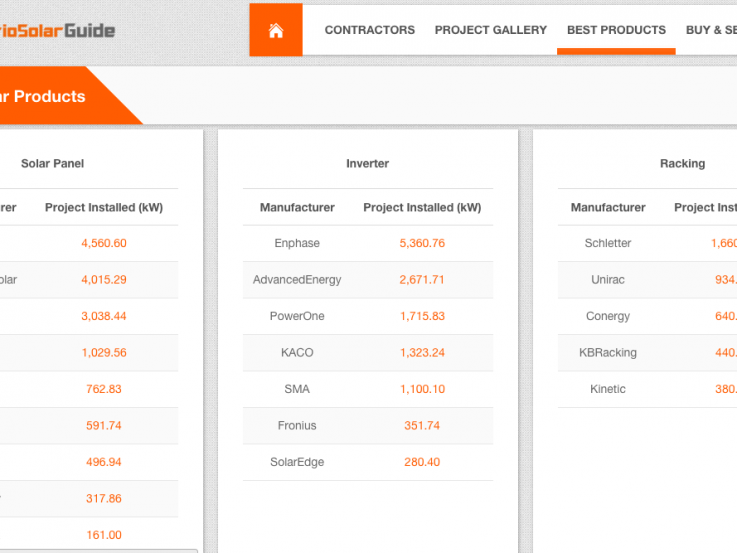 ioSolarGuide
CONTRACTORS PROJECT GALLERY BEST PRODUCTS BUY & SE
r Products
Solar Panel
rer Project Installed (kW)
4,560.60
olar 4,015.29
3,038.44
1,029.56
762.83
591.74
496.94
317.86
161.00
Inverter
Manufacturer Project Installed (kW)
Enphase 5,360.76
AdvancedEnergy 2,671.71
PowerOne 1,715.83
KACO 1,323.24
SMA 1,100.10
Fronius 351.74
SolarEdge 280.40
Racking
Manufacturer Project Inst
Schletter 1,660
Unirac 934.
Conergy 640.
KBRacking 440.
Kinetic 380.